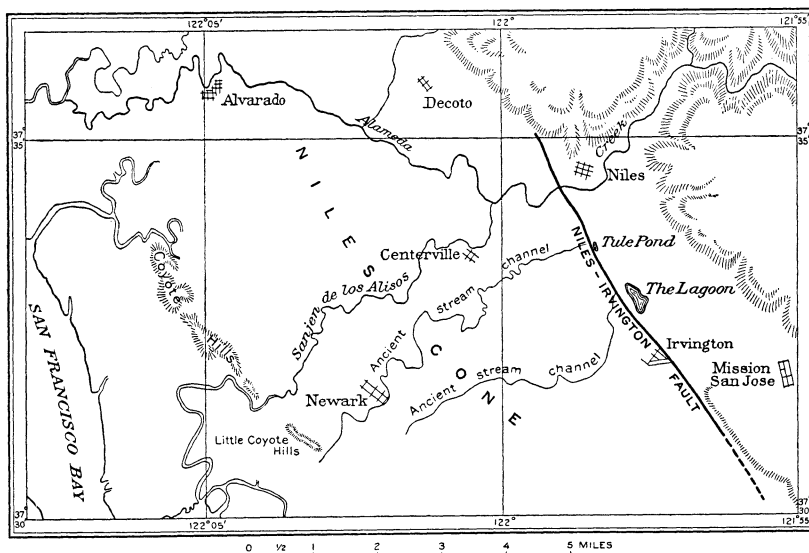 122°05'
122°
121°55'
Alvarado
Decoto
37
35
37
35
Alameda
Creek
Niles
NILES
CONE
Tule Pond
NILES-IRVINGTON FAULT
Centerville
Ancient stream channel
Coyote Hills
Sanjon de los Alisos
The Lagoon
SAN FRANCISCO BAY
Irvington
Ancient stream channel
Mission
San Jose
Newark
Little Coyote
Hills
37
30
37
30
122°05'
122°
121°55'
0 ½ 1 2 3 4 5 MILES